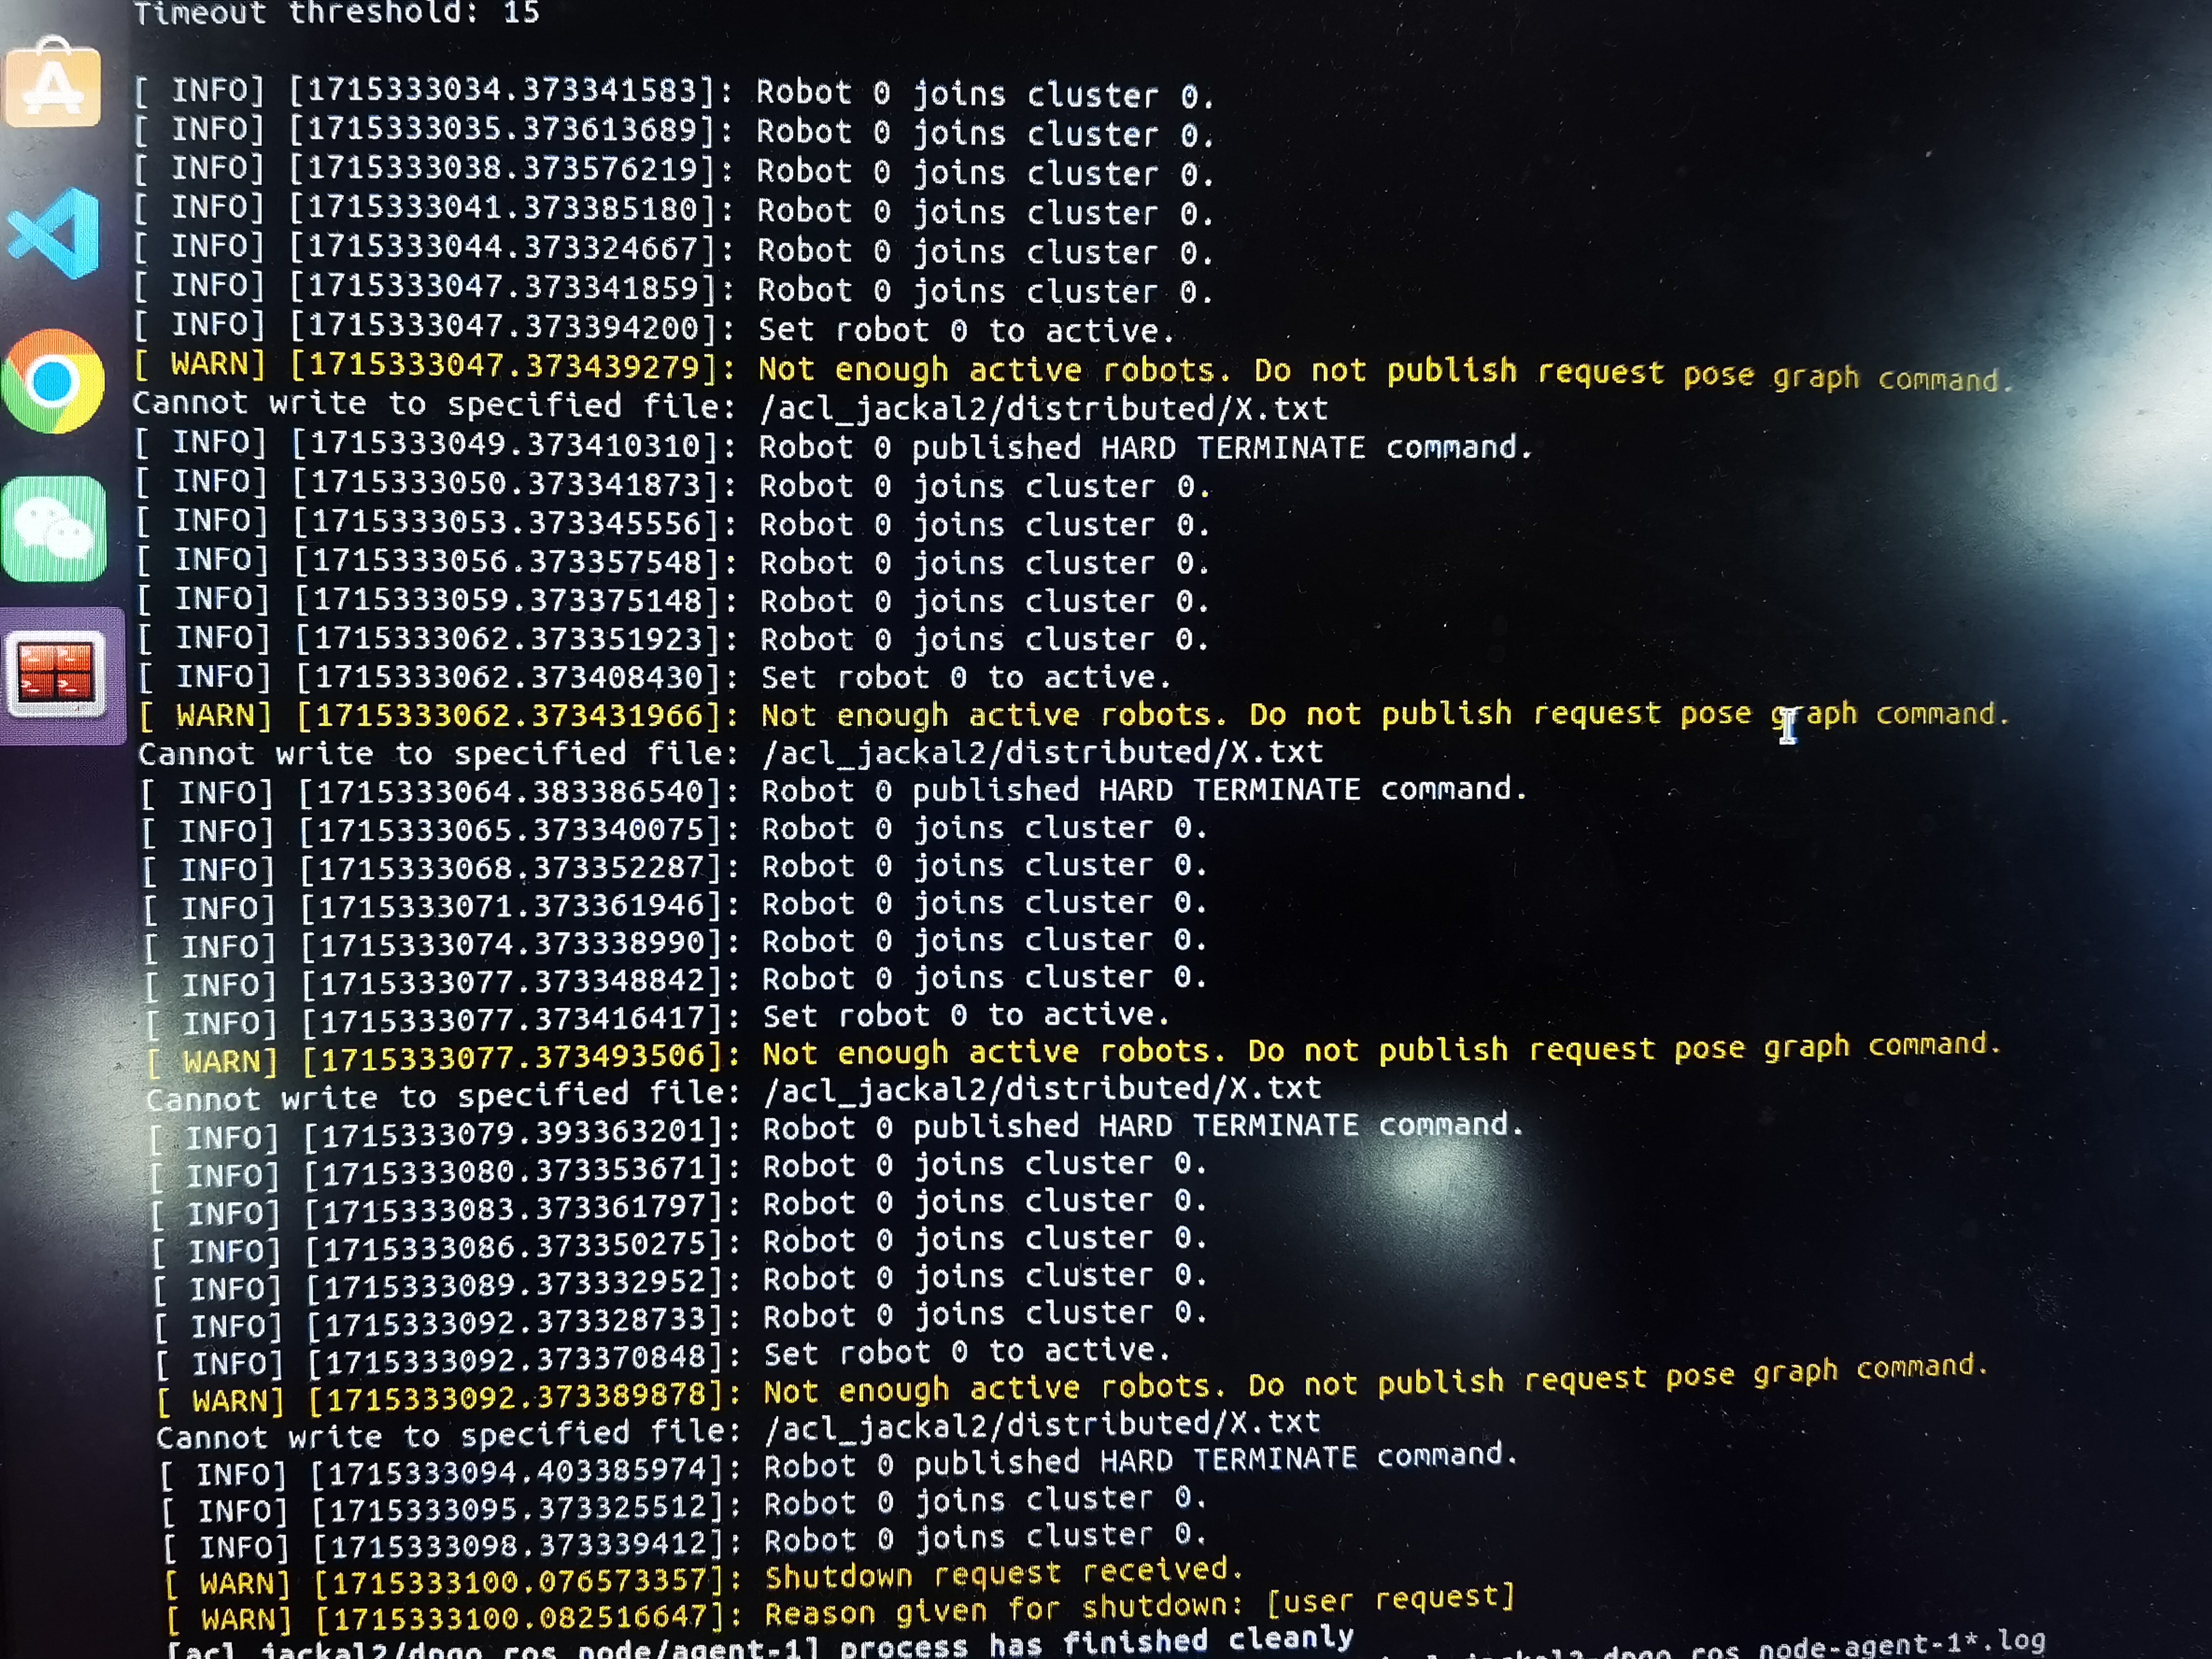 Timeout threshold: 15
[ INFO] [1715333034.373341583]: Robot 0 joins cluster 0.
[ INFO] [1715333035.373613689]: Robot 0 joins cluster 0.
[ INFO] [1715333038.373576219]: Robot 0 joins cluster 0.
[ INFO] [1715333041.373385180]: Robot 0 joins cluster 0.
[ INFO] [1715333044.373324667]: Robot 0 joins cluster 0.
[ INFO] [1715333047.373341859]: Robot 0 joins cluster 0.
[ INFO] [1715333047.373394200]: Set robot 0 to active.
[ WARN] [1715333047.373439279]: Not enough active robots. Do not publish request pose graph command.
Cannot write to specified file: /acl_jackal2/distributed/X.txt
[ INFO] [1715333049.373410310]: Robot 0 published HARD TERMINATE command.
[ INFO] [1715333050.373341873]: Robot 0 joins cluster 0.
[ INFO] [1715333053.373345556]: Robot 0 joins cluster 0.
[ INFO] [1715333056.373357548]: Robot 0 joins cluster 0.
[ INFO] [1715333059.373375148]: Robot 0 joins cluster 0.
[ INFO] [1715333062.373351923]: Robot 0 joins cluster 0.
[ INFO] [1715333062.373408430]: Set robot 0 to active.
[ WARN] [1715333062.373431966]: Not enough active robots. Do not publish request pose graph command.
Cannot write to specified file: /acl_jackal2/distributed/X.txt
[ INFO] [1715333064.383386540]: Robot 0 published HARD TERMINATE command.
[ INFO] [1715333065.373340075]: Robot 0 joins cluster 0.
[ INFO] [1715333068.373352287]: Robot 0 joins cluster 0.
[ INFO] [1715333071.373361946]: Robot 0 joins cluster 0.
[ INFO] [1715333074.373338990]: Robot 0 joins cluster 0.
[ INFO] [1715333077.373348842]: Robot 0 joins cluster 0.
[ INFO] [1715333077.373416417]: Set robot 0 to active.
[ WARN] [1715333077.373493506]: Not enough active robots. Do not publish request pose graph command.
Cannot write to specified file: /acl_jackal2/distributed/X.txt
[ INFO] [1715333079.393363201]: Robot 0 published HARD TERMINATE command.
[ INFO] [1715333080.373353671]: Robot 0 joins cluster 0.
[ INFO] [1715333083.373361797]: Robot 0 joins cluster 0.
[ INFO] [1715333086.373350275]: Robot 0 joins cluster 0.
[ INFO] [1715333089.373332952]: Robot 0 joins cluster 0.
[ INFO] [1715333092.373328733]: Robot 0 joins cluster 0.
[ INFO] [1715333092.373370848]: Set robot 0 to active.
[ WARN] [1715333092.373389878]: Not enough active robots. Do not publish request pose graph command.
Cannot write to specified file: /acl_jackal2/distributed/X.txt
[ INFO] [1715333094.403385974]: Robot 0 published HARD TERMINATE command.
[ INFO] [1715333095.373325512]: Robot 0 joins cluster 0.
[ INFO] [1715333098.373339412]: Robot 0 joins cluster 0.
[ WARN] [1715333100.076573357]: Shutdown request received.
[ WARN] [1715333100.082516647]: Reason given for shutdown: [user request]
[acl_jackal2/dpgo_ros_node/agent-1] process has finished cleanly
node-agent-1*.log